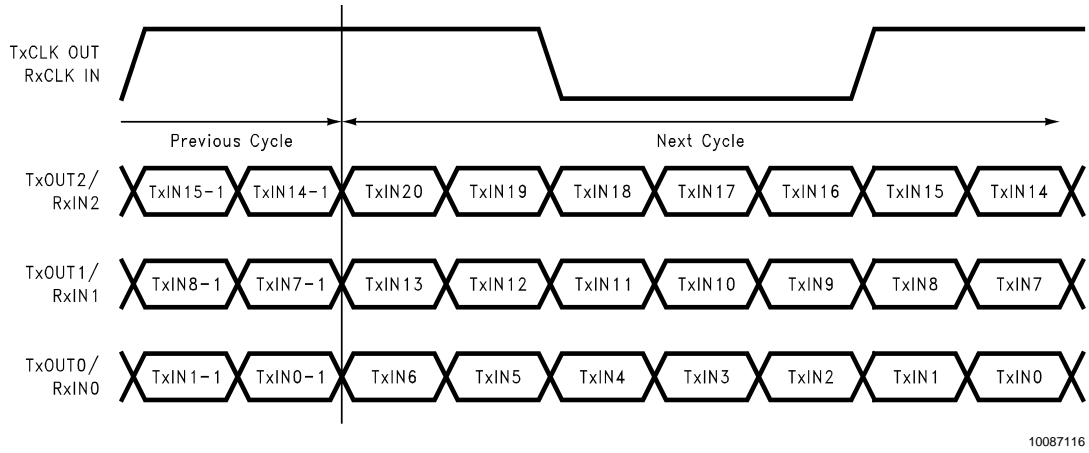 TxCLK OUT
RxCLK IN
Previous Cycle
Next Cycle
TxOUT2/
RxIN2
TxIN15-1 TxIN14-1 TxIN20 TxIN19 TxIN18 TxIN17 TxIN16 TxIN15 TxIN14
TxOUT1/
RxIN1
TxIN8-1 TxIN7-1 TxIN13 TxIN12 TxIN11 TxIN10 TxIN9 TxIN8 TxIN7
TxOUT0/
RxIN0
TxIN1-1 TxIN0-1 TxIN6 TxIN5 TxIN4 TxIN3 TxIN2 TxIN1 TxIN0
10087116